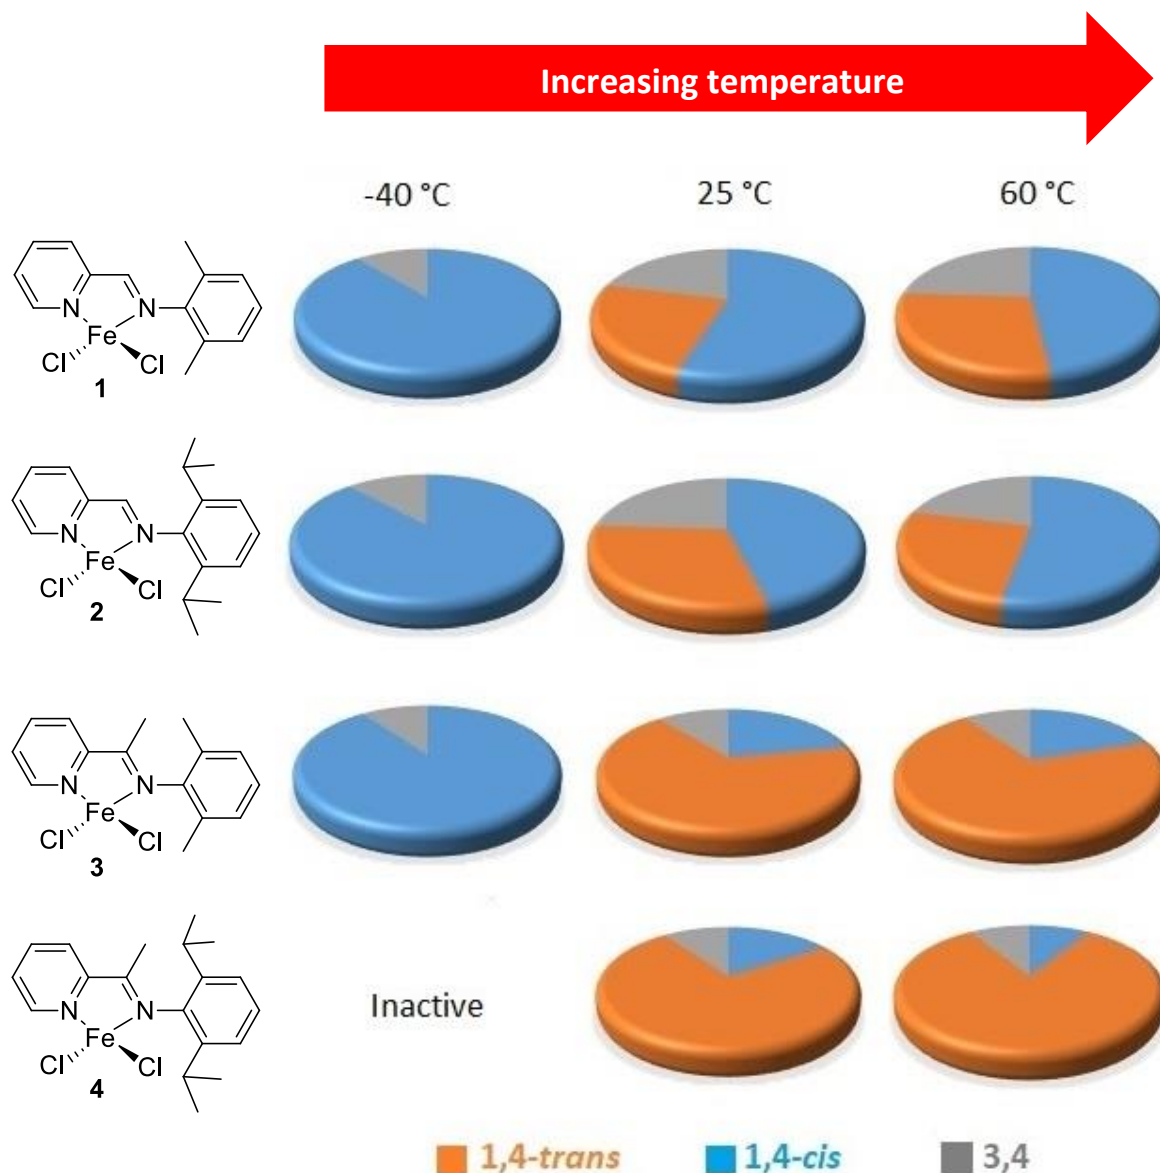 Increasing temperature
-40 °C 25 °C 60 °C
N N
Fe
Cl Cl
1
N N
Fe
Cl Cl
2
N N
Fe
Cl Cl
3
Inactive
N N
Fe
Cl Cl
4
1,4-trans 1,4-cis 3,4